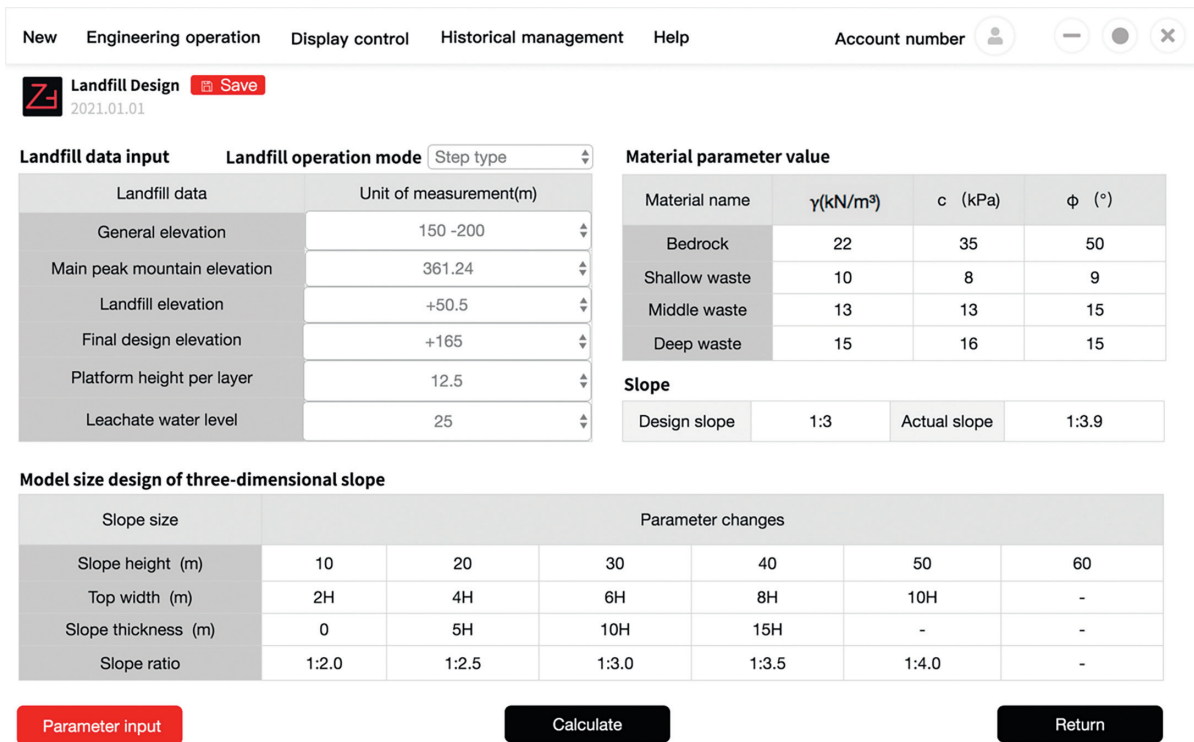 New Engineering operation Display control Historical management Help Account number
Landfill Design Save
2021.01.01
Landfill data input Landfill operation mode Step type
Landfill data Unit of measurement(m)
General elevation 150 -200
Main peak mountain elevation 361.24
Landfill elevation +50.5
Final design elevation +165
Platform height per layer 12.5
Leachate water level 25
Material parameter value
Material name γ(kN/m³) c (kPa) ϕ (°)
Bedrock 22 35 50
Shallow waste 10 8 9
Middle waste 13 13 15
Deep waste 15 16 15
Slope
Design slope 1:3 Actual slope 1:3.9
Model size design of three-dimensional slope
Slope size Parameter changes
Slope height (m) 10 20 30 40 50 60
Top width (m) 2H 4H 6H 8H 10H -
Slope thickness (m) 0 5H 10H 15H - -
Slope ratio 1:2.0 1:2.5 1:3.0 1:3.5 1:4.0 -
Parameter input Calculate Return